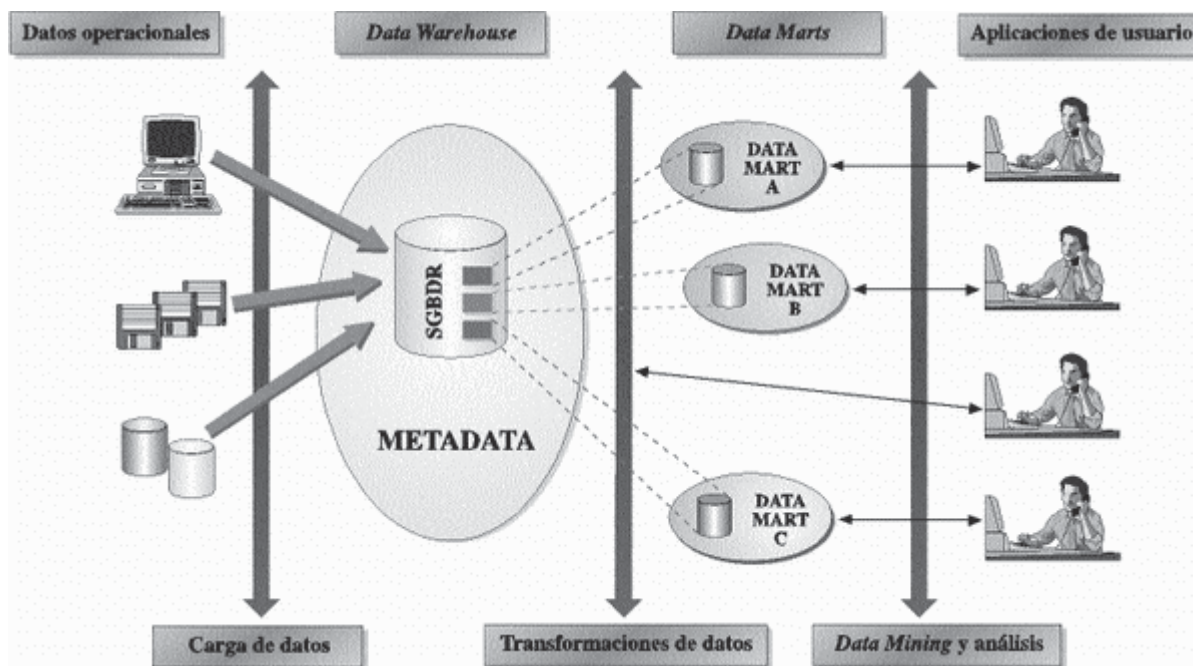 Datos operacionales
Data Warehouse
Data Marts
Aplicaciones de usuario
DATA
MART
A
DATA
MART
B
SGBDR
METADATA
DATA
MART
C
Carga de datos
Transformaciones de datos
Data Mining y análisis